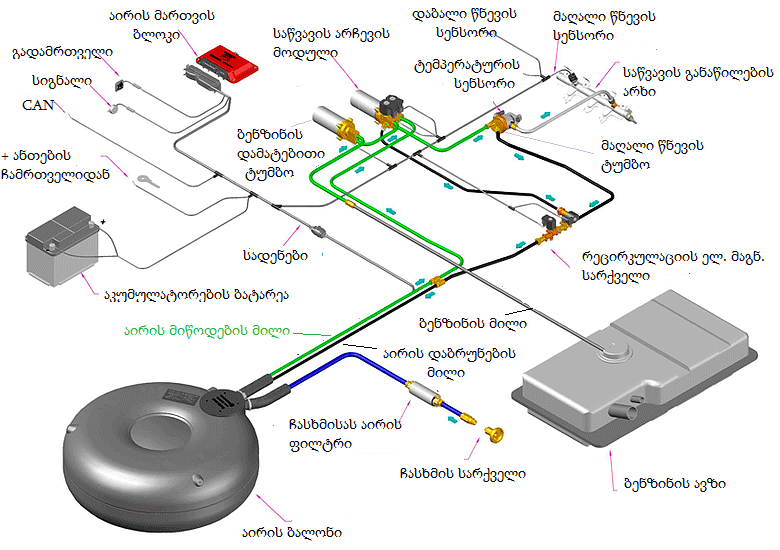 აირის მართვის
ბლოკი
საწვავის არჩევის
მოდული
დაბალი წნევის
სენსორი
მაღალი წნევის
სენსორი
გადამრთველი
სიგნალი
CAN
ტემპერატურის
სენსორი
საწვავის განაწილების
არხი
ბენზინის
დამატებითი
ტუმბო
მაღალი წნევის
ტუმბო
+ ანთების
ჩამრთველიდან
+
სადენები
რეცირკულაციის ელ. მაგნ.
სარქველი
აკუმულატორების ბატარეა
აირის მიწოდების მილი
ბენზინის მილი
აირის დაბრუნების
მილი
ჩასხმისას აირის
ფილტრი
ჩასხმის სარქველი
ბენზინის ავზი
აირის ბალონი